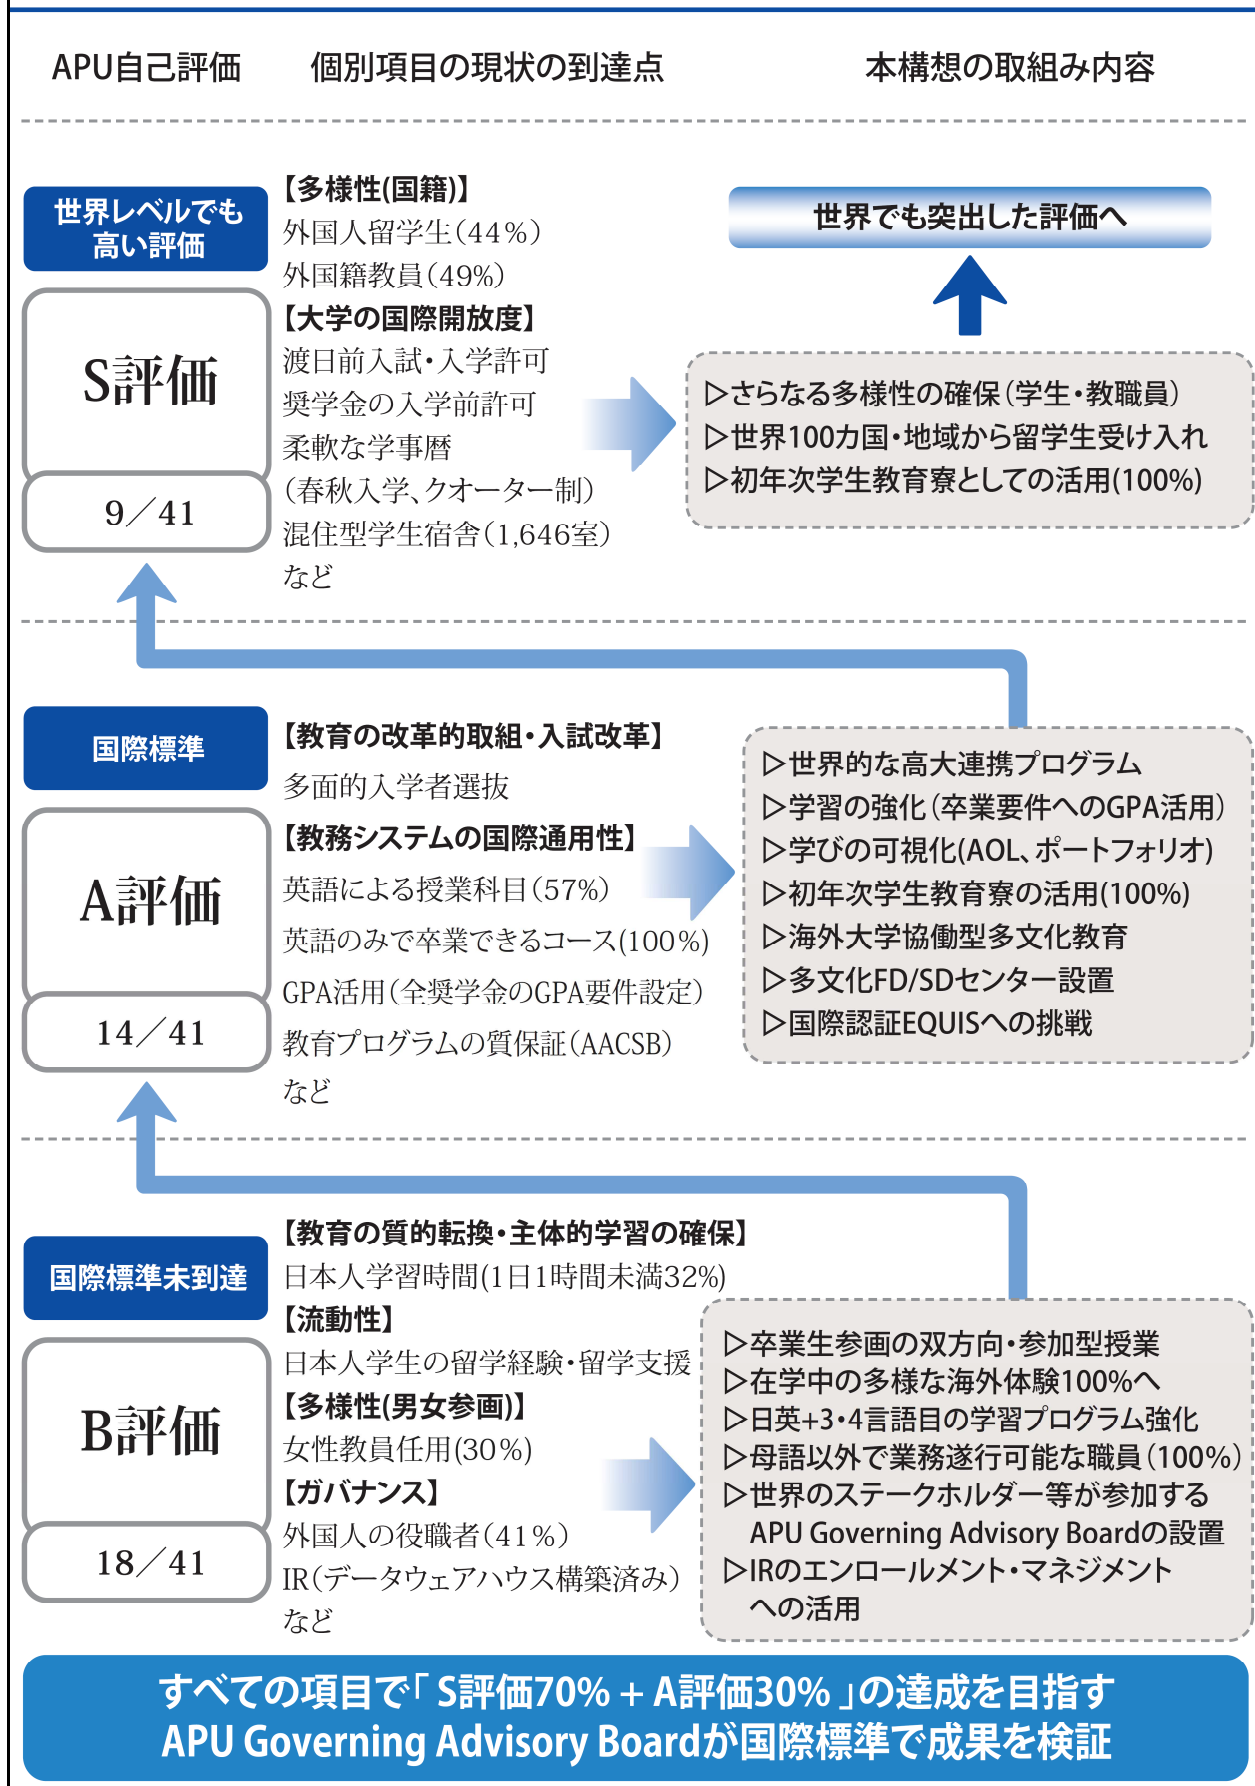 APU自己評価
個別項目の現状の到達点
本構想の取組み内容
世界レベルでも
高い評価
S評価
9／41
【多様性(国籍)】
外国人留学生（44%）
外国籍教員（49%）
【大学の国際開放度】
渡日前入試・入学許可
奨学金の入学前許可
柔軟な学事暦
（春秋入学、クオーター制）
混住型学生宿舎（1,646室）
など
世界でも突出した評価へ
▷さらなる多様性の確保（学生・教職員）
▷世界100カ国・地域から留学生受け入れ
▷初年次学生教育寮としての活用(100%)
国際標準
A評価
14／41
【教育の改革的取組・入試改革】
多面的入学者選抜
【教務システムの国際通用性】
英語による授業科目（57%）
英語のみで卒業できるコース(100%)
GPA活用（全奨学金のGPA要件設定）
教育プログラムの質保証（AACSB）
など
▷世界的な高大連携プログラム
▷学習の強化（卒業要件へのGPA活用）
▷学びの可視化(AOL、ポートフォリオ)
▷初年次学生教育寮の活用(100%)
▷海外大学協働型多文化教育
▷多文化FD/SDセンター設置
▷国際認証EQUISへの挑戦
国際標準未到達
B評価
18／41
【教育の質的転換・主体的学習の確保】
日本人学習時間(1日1時間未満32%)
【流動性】
日本人学生の留学経験・留学支援
【多様性(男女参画)】
女性教員任用(30%)
【ガバナンス】
外国人の役職者（41%）
IR（データウェアハウス構築済み）
など
▷卒業生参画の双方向・参加型授業
▷在学中の多様な海外体験100%へ
▷日英+3・4言語目の学習プログラム強化
▷母語以外で業務遂行可能な職員（100%）
▷世界のステークホルダー等が参加する
APU Governing Advisory Boardの設置
▷IRのエンロールメント・マネジメント
への活用
すべての項目で「 S評価70% + A評価30% 」の達成を目指す
APU Governing Advisory Boardが国際標準で成果を検証